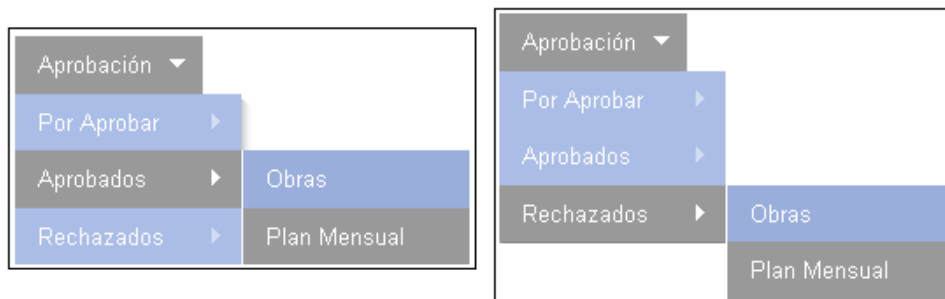 Aprobación
Por Aprobar
Aprobados
Obras
Rechazados
Plan Mensual
Aprobación
Por Aprobar
Aprobados
Rechazados
Obras
Plan Mensual